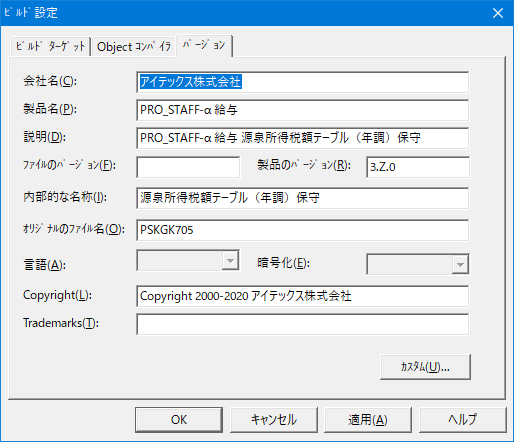 ﾋﾞﾙﾄﾞ 設定
ﾋﾞﾙﾄﾞ ﾀｰｹﾞｯﾄ Object ｺﾝﾊﾟｲﾗ ﾊﾞｰｼﾞｮﾝ
会社名(C): アイテックス株式会社
製品名(P): PRO_STAFF-α 給与
説明(D): PRO_STAFF-α 給与 源泉所得税額テーブル（年調）保守
ﾌｧｲﾙのﾊﾞｰｼﾞｮﾝ(F): 製品のﾊﾞｰｼﾞｮﾝ(R): 3.Z.0
内部的な名称(I): 源泉所得税額テーブル（年調）保守
ｵﾘｼﾞﾅﾙのﾌｧｲﾙ名(O): PSKGK705
言語(A): 暗号化(E):
Copyright(L): Copyright 2000-2020 アイテックス株式会社
Trademarks(T):
ｶｽﾀﾑ(U)...
OK キャンセル 適用(A) ヘルプ